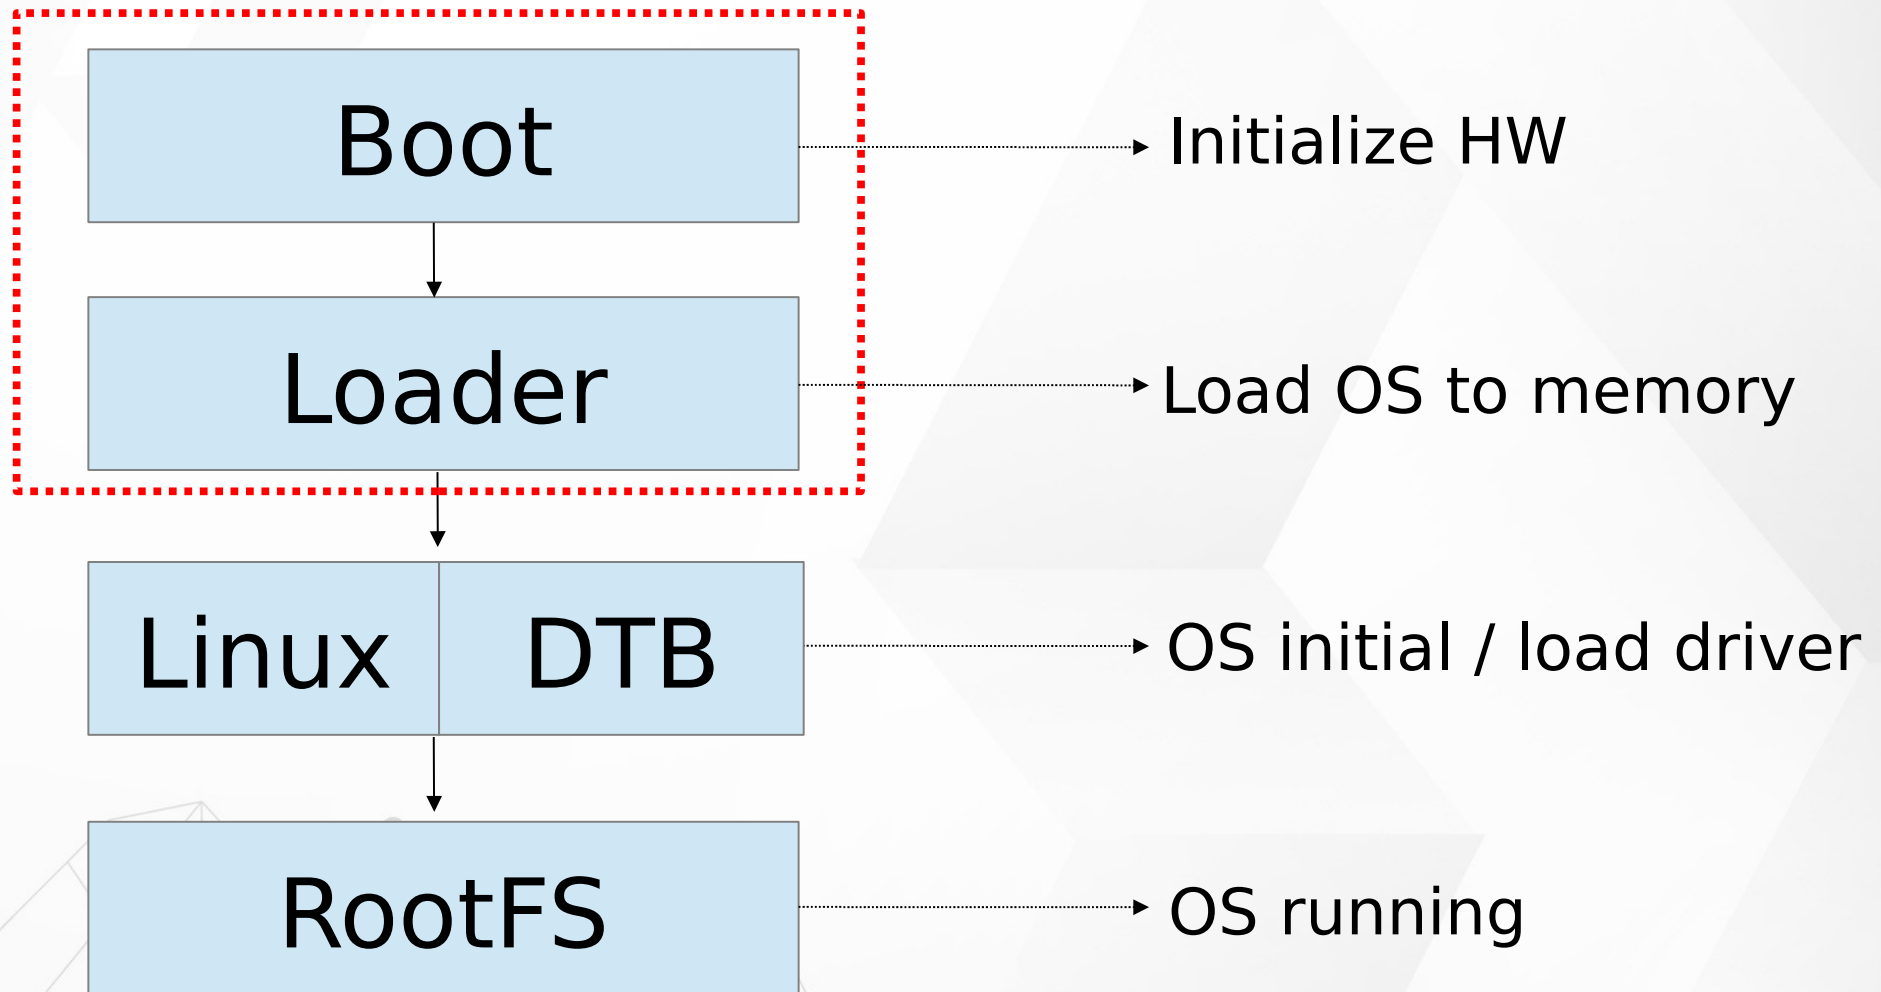 Boot
Initialize HW
Loader
Load OS to memory
Linux
DTB
OS initial / load driver
RootFS
OS running